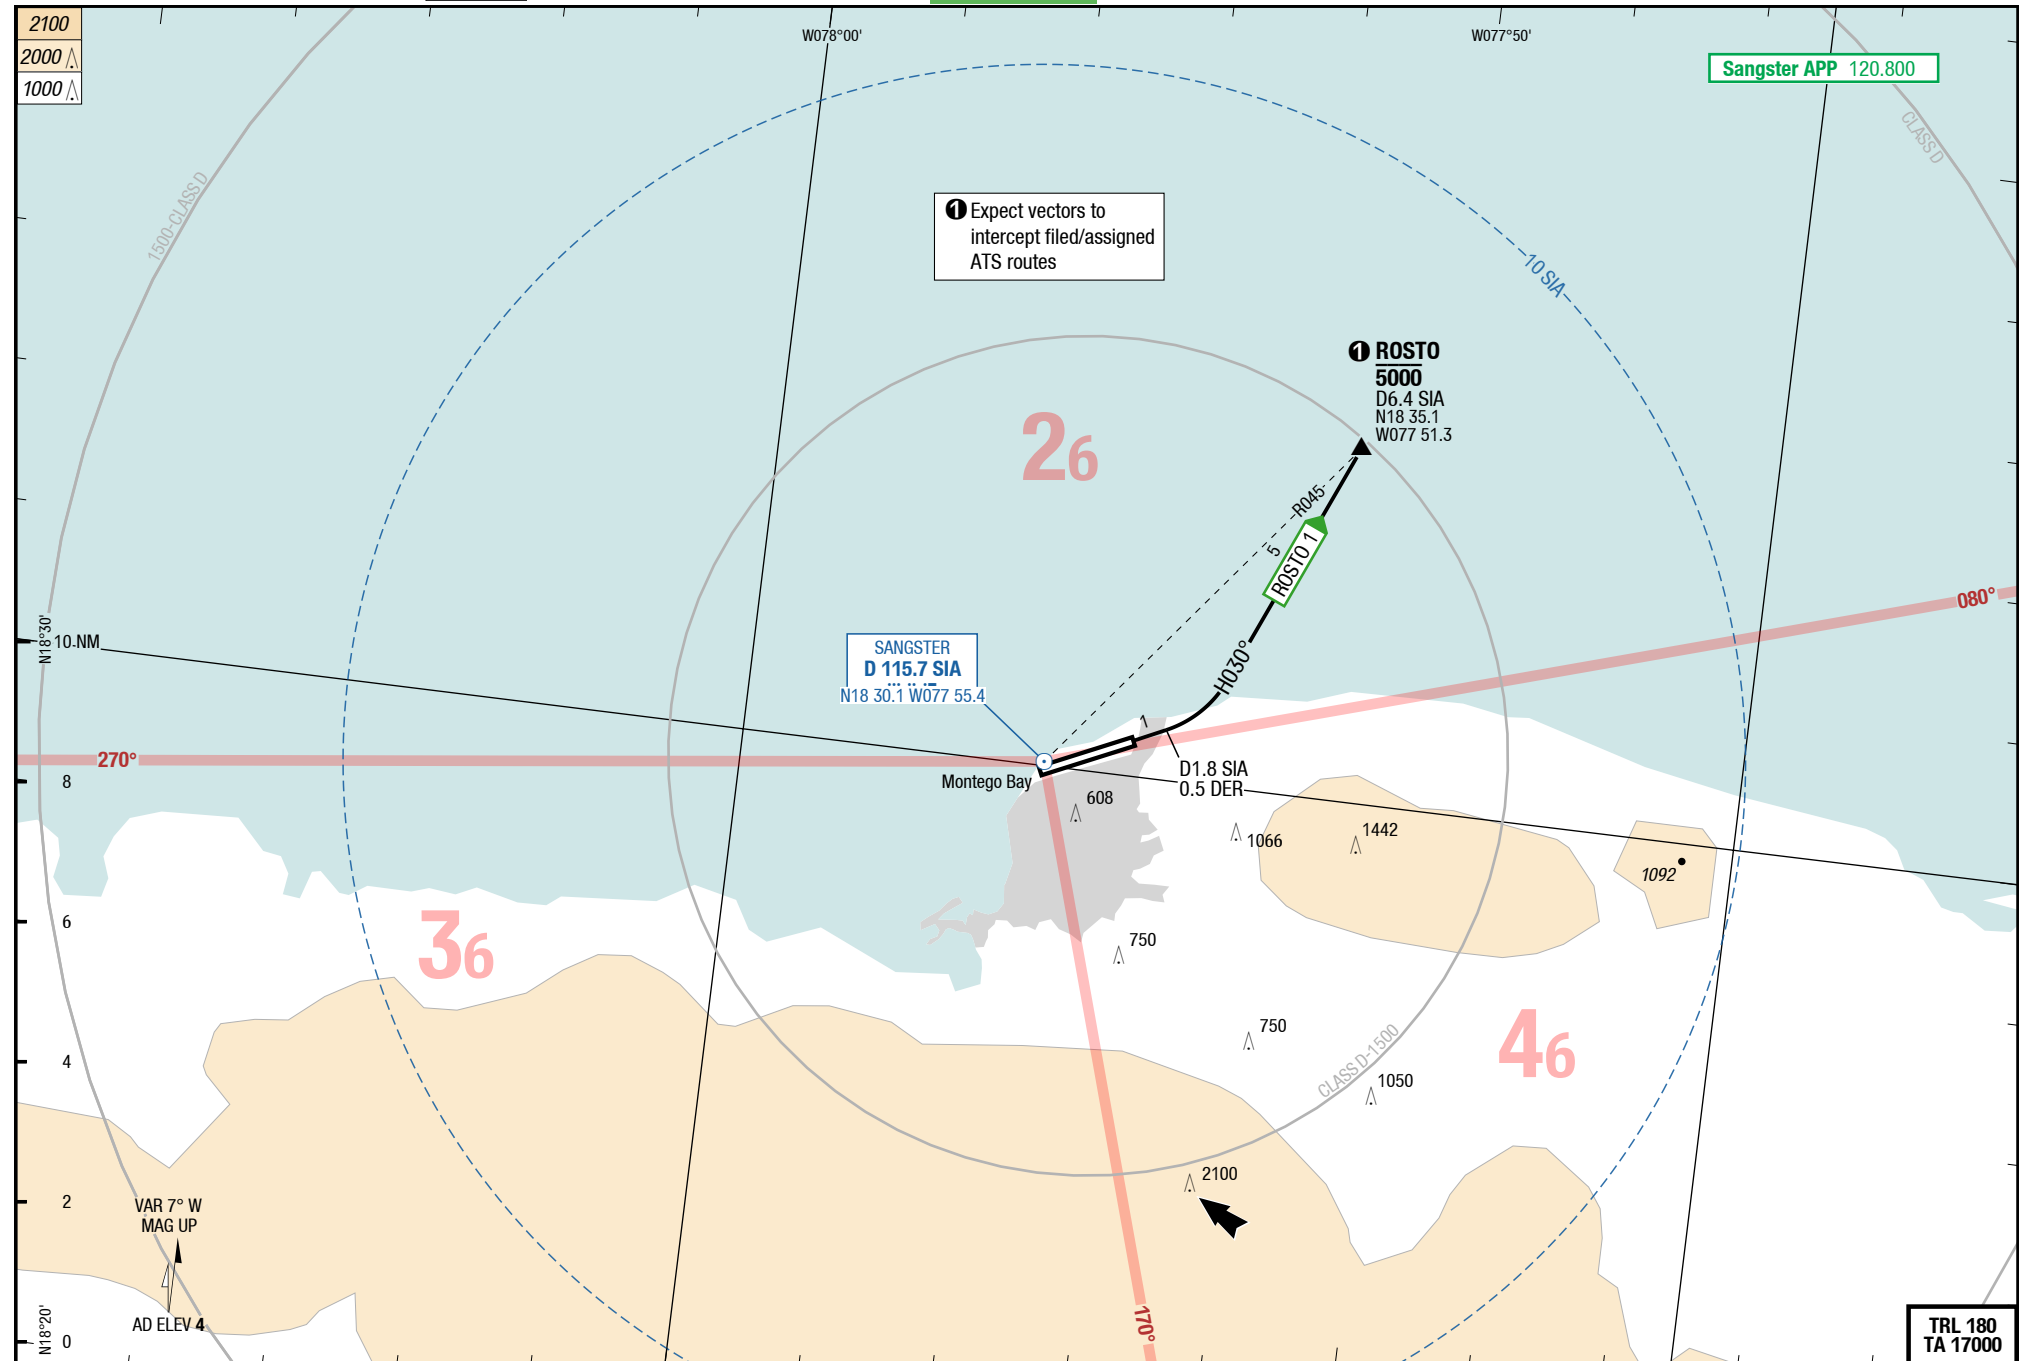 2100
2000
1000
W078°00'
W077°50'
Sangster APP 120.800
CLASS D
1500-CLASS D
1 Expect vectors to
intercept filed/assigned
ATS routes
10 SIA
1 ROSTO
5000
D6.4 SIA
N18 35.1
W077 51.3
26
R045
5
ROSTO 1
H030°
080°
N18°30'
10 NM
SANGSTER
D 115.7 SIA
N18 30.1 W077 55.4
1
270°
Montego Bay
D1.8 SIA
0.5 DER
8
608
1066
1442
1092
6
36
750
750
46
4
CLASS D-1500
1050
2100
2
VAR 7° W
MAG UP
AD ELEV 4
170°
N18°20'
0
TRL 180
TA 17000